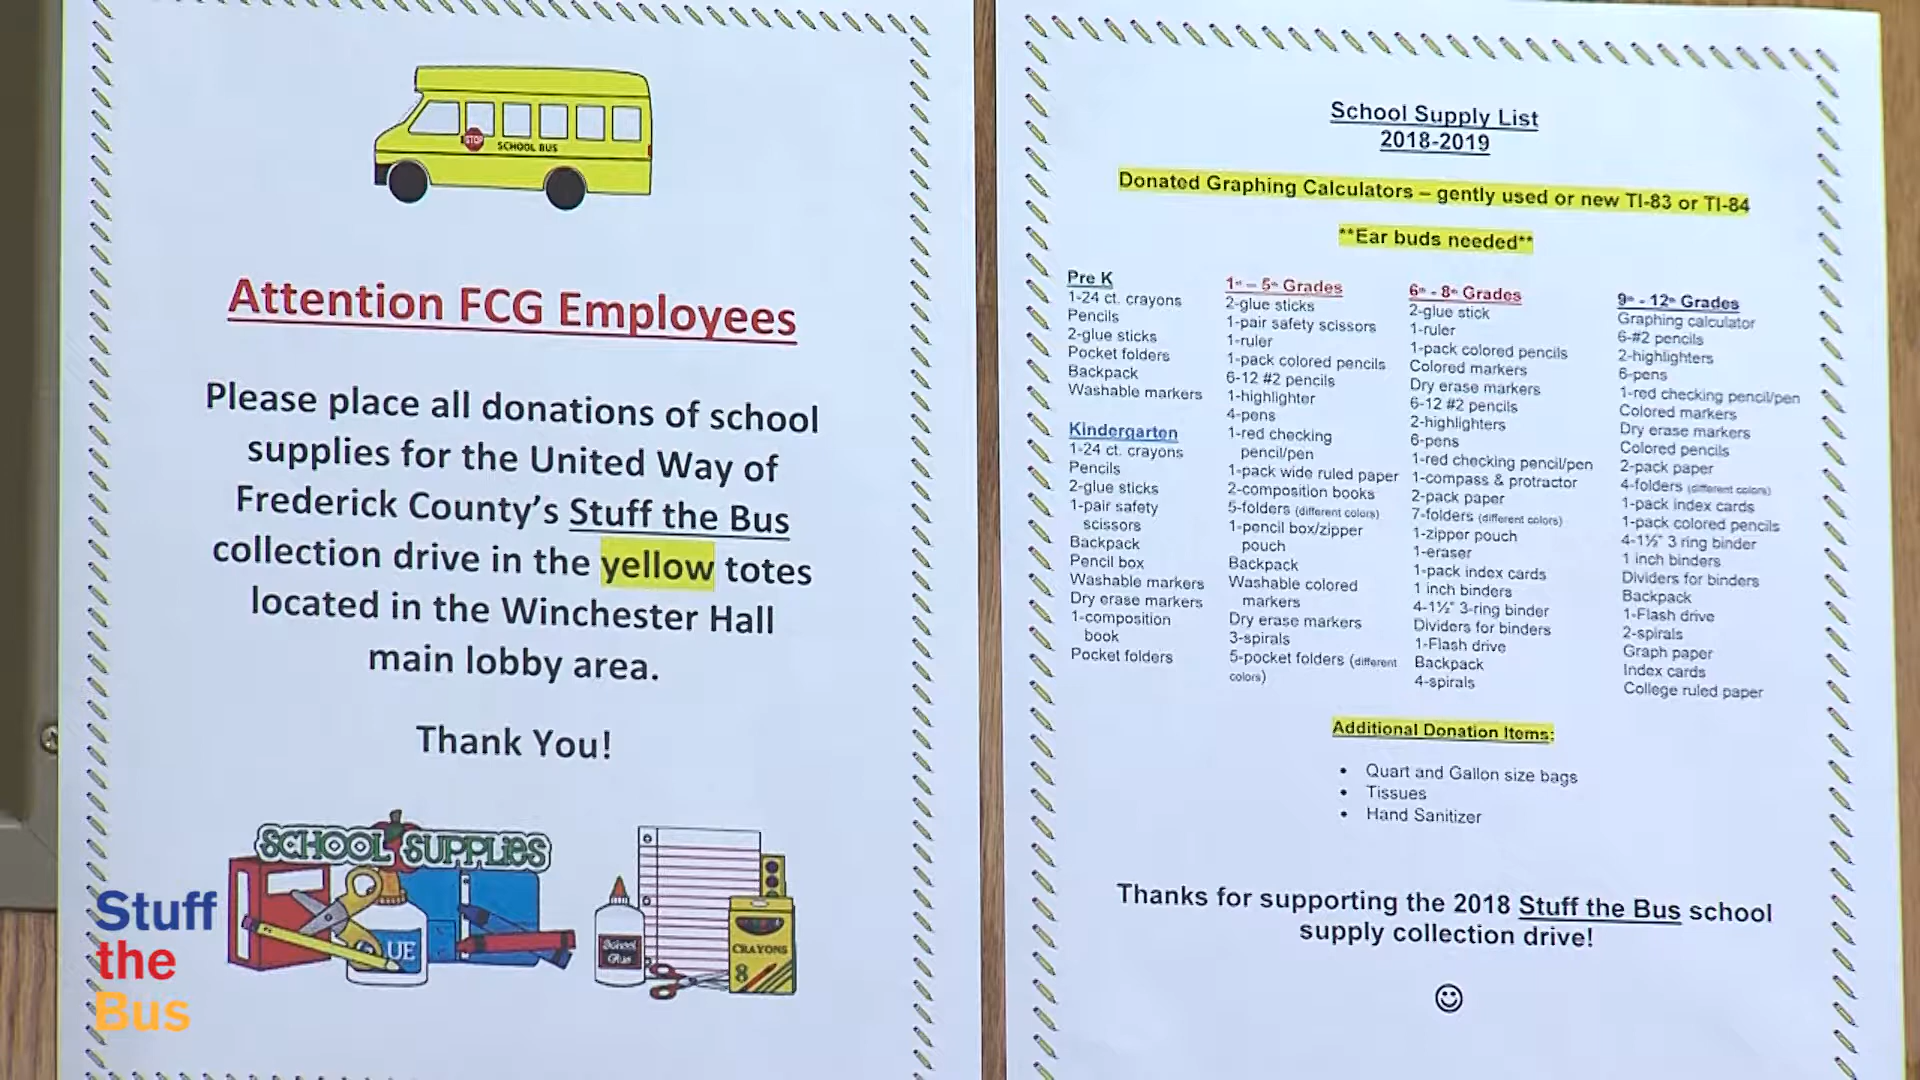 STOP
SCHOOL BUS
Attention FCG Employees
Please place all donations of school
supplies for the United Way of
Frederick County's Stuff the Bus
collection drive in the yellow totes
located in the Winchester Hall
main lobby area.
Thank You!
SCHOOL SUPPLIES
UE
School
Glue
CRAYONS
8
Stuff
the
Bus
School Supply List
2018-2019
Donated Graphing Calculators – gently used or new TI-83 or TI-84
**Ear buds needed**
Pre K
1-24 ct. crayons
Pencils
2-glue sticks
Pocket folders
Backpack
Washable markers
Kindergarten
1-24 ct. crayons
Pencils
2-glue sticks
1-pair safety
scissors
Backpack
Pencil box
Washable markers
Dry erase markers
1-composition
book
Pocket folders
1st – 5th Grades
2-glue sticks
1-pair safety scissors
1-ruler
1-pack colored pencils
6-12 #2 pencils
1-highlighter
4-pens
1-red checking
pencil/pen
1-pack wide ruled paper
2-composition books
5-folders (different colors)
1-pencil box/zipper
pouch
Backpack
Washable colored
markers
Dry erase markers
3-spirals
5-pocket folders (different
colors)
6th - 8th Grades
2-glue stick
1-ruler
1-pack colored pencils
Colored markers
Dry erase markers
6-12 #2 pencils
2-highlighters
6-pens
1-red checking pencil/pen
1-compass & protractor
2-pack paper
7-folders (different colors)
1-zipper pouch
1-eraser
1-pack index cards
1 inch binders
4-1½" 3-ring binder
Dividers for binders
1-Flash drive
Backpack
4-spirals
9th - 12th Grades
Graphing calculator
6-#2 pencils
2-highlighters
6-pens
1-red checking pencil/pen
Colored markers
Dry erase markers
Colored pencils
2-pack paper
4-folders (different colors)
1-pack index cards
1-pack colored pencils
4-1½" 3 ring binder
1 inch binders
Dividers for binders
Backpack
1-Flash drive
2-spirals
Graph paper
Index cards
College ruled paper
Additional Donation Items:
• Quart and Gallon size bags
• Tissues
• Hand Sanitizer
Thanks for supporting the 2018 Stuff the Bus school
supply collection drive!